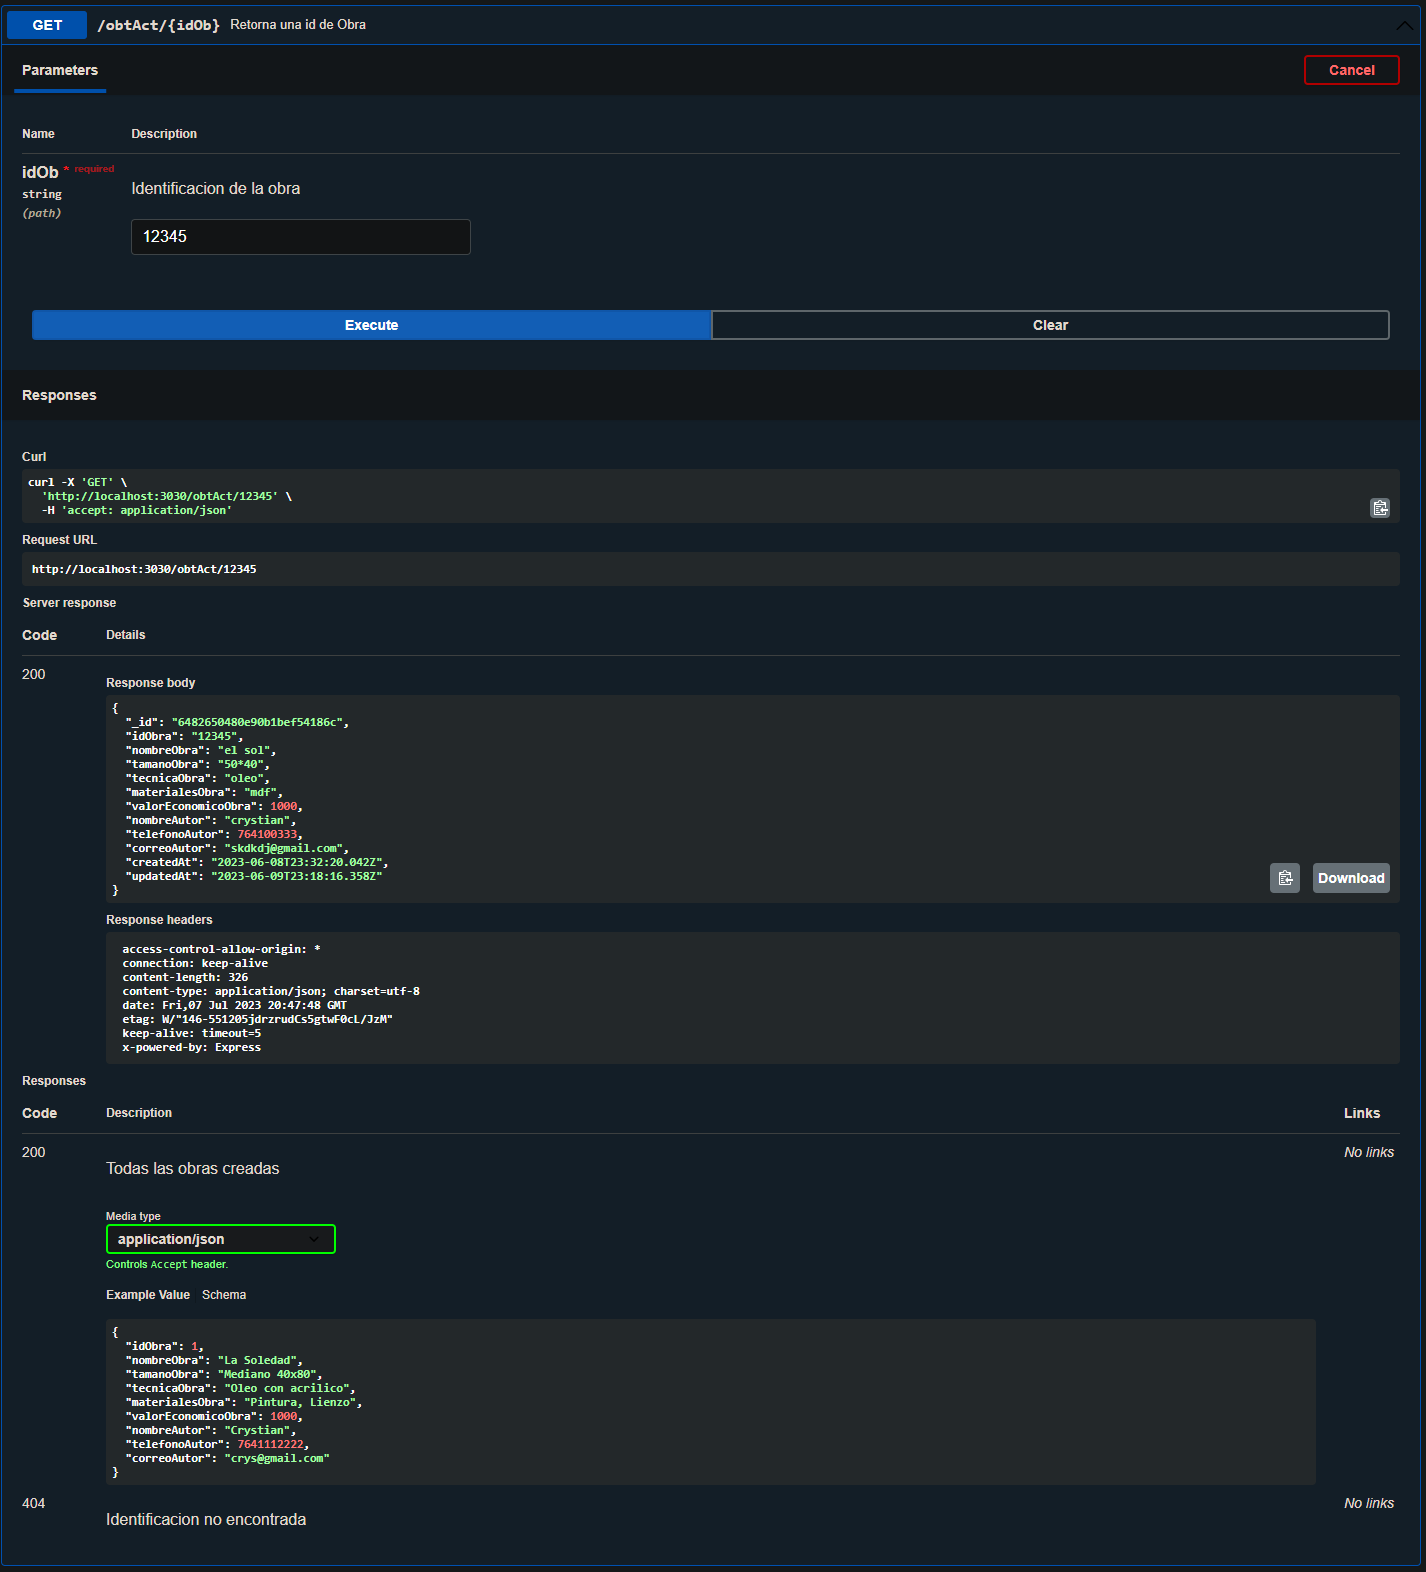 GET /obtAct/{idOb} Retorna una id de Obra
Parameters
Cancel
Name Description
idOb * required
string
(path)
Identificacion de la obra
12345
Execute
Clear
Responses
Curl
curl -X 'GET' \
  'http://localhost:3030/obtAct/12345' \
  -H 'accept: application/json'
Request URL
http://localhost:3030/obtAct/12345
Server response
Code Details
200
Response body
{
  "_id": "6482650480e90b1bef54186c",
  "idObra": "12345",
  "nombreObra": "el sol",
  "tamanoObra": "50*40",
  "tecnicaObra": "oleo",
  "materialesObra": "mdf",
  "valorEconomicoObra": 1000,
  "nombreAutor": "crystian",
  "telefonoAutor": 764100333,
  "correoAutor": "skdkdj@gmail.com",
  "createdAt": "2023-06-08T23:32:20.042Z",
  "updatedAt": "2023-06-09T23:18:16.358Z"
}
Download
Response headers
access-control-allow-origin: *
connection: keep-alive
content-length: 326
content-type: application/json; charset=utf-8
date: Fri,07 Jul 2023 20:47:48 GMT
etag: W/"146-551205jdrzrudCs5gtwF0cL/JzM"
keep-alive: timeout=5
x-powered-by: Express
Responses
Code Description Links
200
Todas las obras creadas
No links
Media type
application/json
Controls Accept header.
Example Value Schema
{
  "idObra": 1,
  "nombreObra": "La Soledad",
  "tamanoObra": "Mediano 40x80",
  "tecnicaObra": "Oleo con acrilico",
  "materialesObra": "Pintura, Lienzo",
  "valorEconomicoObra": 1000,
  "nombreAutor": "Crystian",
  "telefonoAutor": 7641112222,
  "correoAutor": "crys@gmail.com"
}
404
Identificacion no encontrada
No links